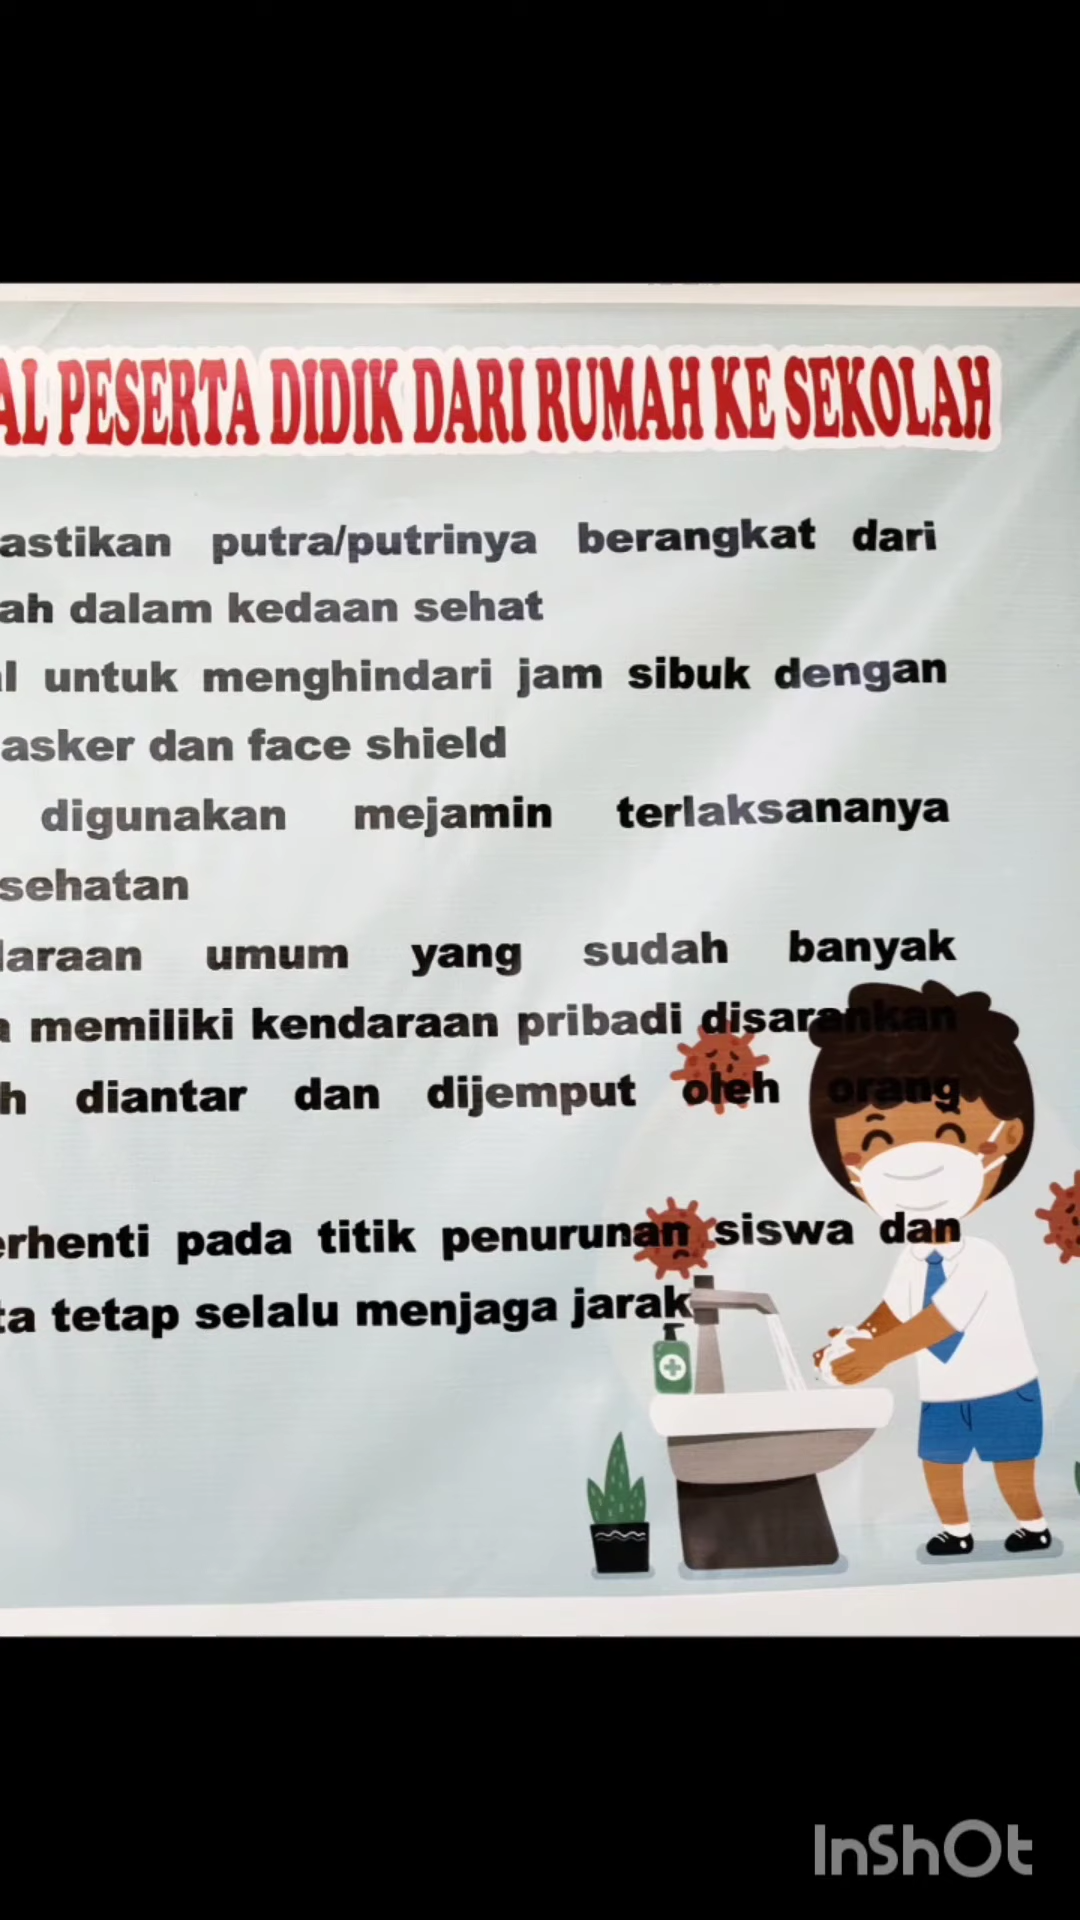 AL PESERTA DIDIK DARI RUMAH KE SEKOLAH
astikan putra/putrinya berangkat dari
ah dalam kedaan sehat
l untuk menghindari jam sibuk dengan
asker dan face shield
digunakan mejamin terlaksananya
sehatan
daraan umum yang sudah banyak
memiliki kendaraan pribadi disarankan
h diantar dan dijemput oleh orang
erhenti pada titik penurunan siswa dan
ta tetap selalu menjaga jarak
InShOt